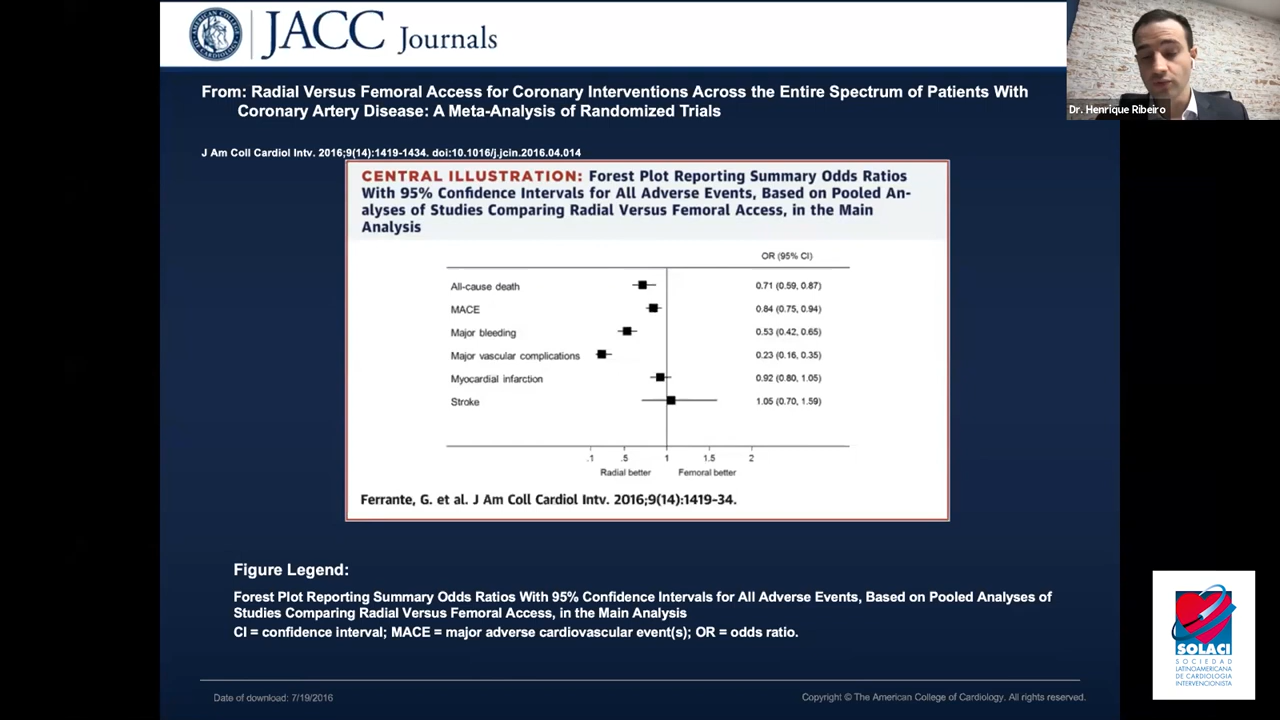 JACC Journals
From: Radial Versus Femoral Access for Coronary Interventions Across the Entire Spectrum of Patients With
Coronary Artery Disease: A Meta-Analysis of Randomized Trials
Dr. Henrique Ribeiro
J Am Coll Cardiol Intv. 2016;9(14):1419-1434. doi:10.1016/j.jcin.2016.04.014
CENTRAL ILLUSTRATION: Forest Plot Reporting Summary Odds Ratios
With 95% Confidence Intervals for All Adverse Events, Based on Pooled An-
alyses of Studies Comparing Radial Versus Femoral Access, in the Main
Analysis
OR (95% CI)
All-cause death 0.71 (0.59, 0.87)
MACE 0.84 (0.75, 0.94)
Major bleeding 0.53 (0.42, 0.65)
Major vascular complications 0.23 (0.16, 0.35)
Myocardial infarction 0.92 (0.80, 1.05)
Stroke 1.05 (0.70, 1.59)
.1 .5 1 1.5 2
Radial better Femoral better
Ferrante, G. et al. J Am Coll Cardiol Intv. 2016;9(14):1419-34.
Figure Legend:
Forest Plot Reporting Summary Odds Ratios With 95% Confidence Intervals for All Adverse Events, Based on Pooled Analyses of
Studies Comparing Radial Versus Femoral Access, in the Main Analysis
CI = confidence interval; MACE = major adverse cardiovascular event(s); OR = odds ratio.
SOLACI
SOCIEDAD
LATINOAMERICANA
DE CARDIOLOGIA
INTERVENCIONISTA
Date of download: 7/19/2016
Copyright © The American College of Cardiology. All rights reserved.